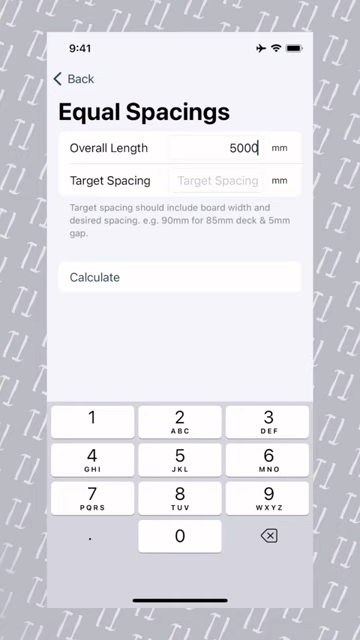 9:41
Back
Equal Spacings
Overall Length 5000 mm
Target Spacing Target Spacing mm
Target spacing should include board width and
desired spacing. e.g. 90mm for 85mm deck & 5mm
gap.
Calculate
1 2 3
ABC DEF
4 5 6
GHI JKL MNO
7 8 9
PQRS TUV WXYZ
. 0